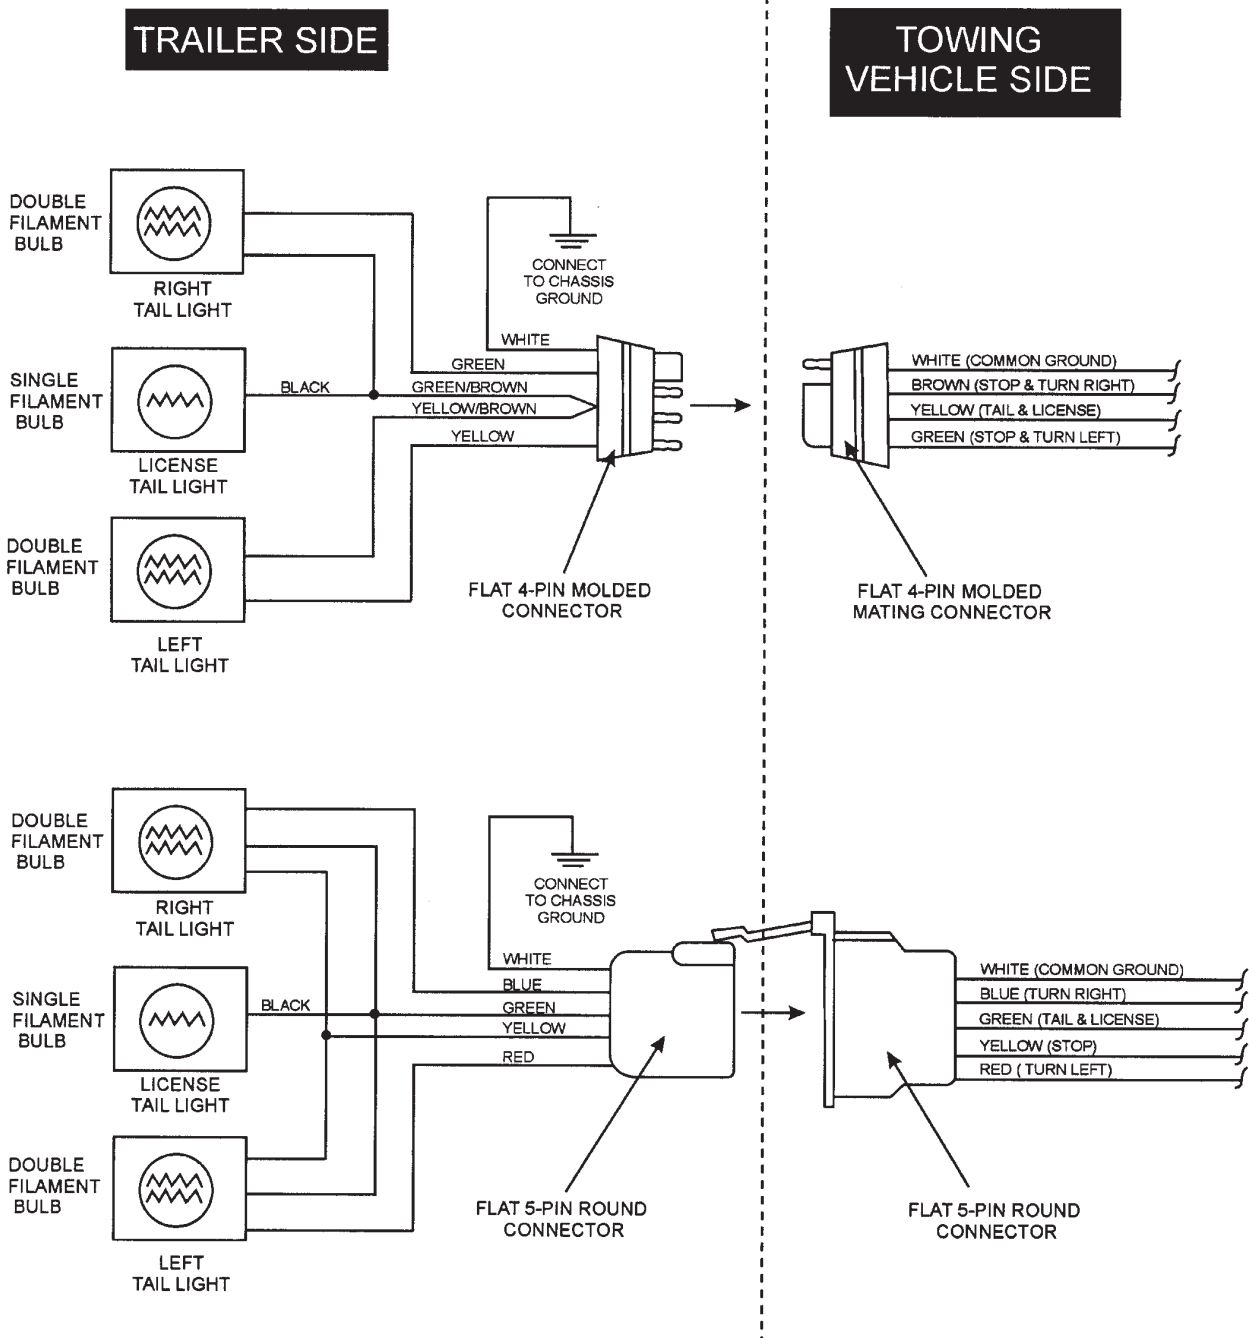 TRAILER SIDE
TOWING
VEHICLE SIDE
DOUBLE
FILAMENT
BULB
RIGHT
TAIL LIGHT
SINGLE
FILAMENT
BULB
BLACK
LICENSE
TAIL LIGHT
DOUBLE
FILAMENT
BULB
LEFT
TAIL LIGHT
CONNECT
TO CHASSIS
GROUND
WHITE
GREEN
GREEN/BROWN
YELLOW/BROWN
YELLOW
FLAT 4-PIN MOLDED
CONNECTOR
WHITE (COMMON GROUND)
BROWN (STOP & TURN RIGHT)
YELLOW (TAIL & LICENSE)
GREEN (STOP & TURN LEFT)
FLAT 4-PIN MOLDED
MATING CONNECTOR
DOUBLE
FILAMENT
BULB
RIGHT
TAIL LIGHT
SINGLE
FILAMENT
BULB
BLACK
LICENSE
TAIL LIGHT
DOUBLE
FILAMENT
BULB
LEFT
TAIL LIGHT
CONNECT
TO CHASSIS
GROUND
WHITE
BLUE
GREEN
YELLOW
RED
FLAT 5-PIN ROUND
CONNECTOR
WHITE (COMMON GROUND)
BLUE (TURN RIGHT)
GREEN (TAIL & LICENSE)
YELLOW (STOP)
RED ( TURN LEFT)
FLAT 5-PIN ROUND
CONNECTOR